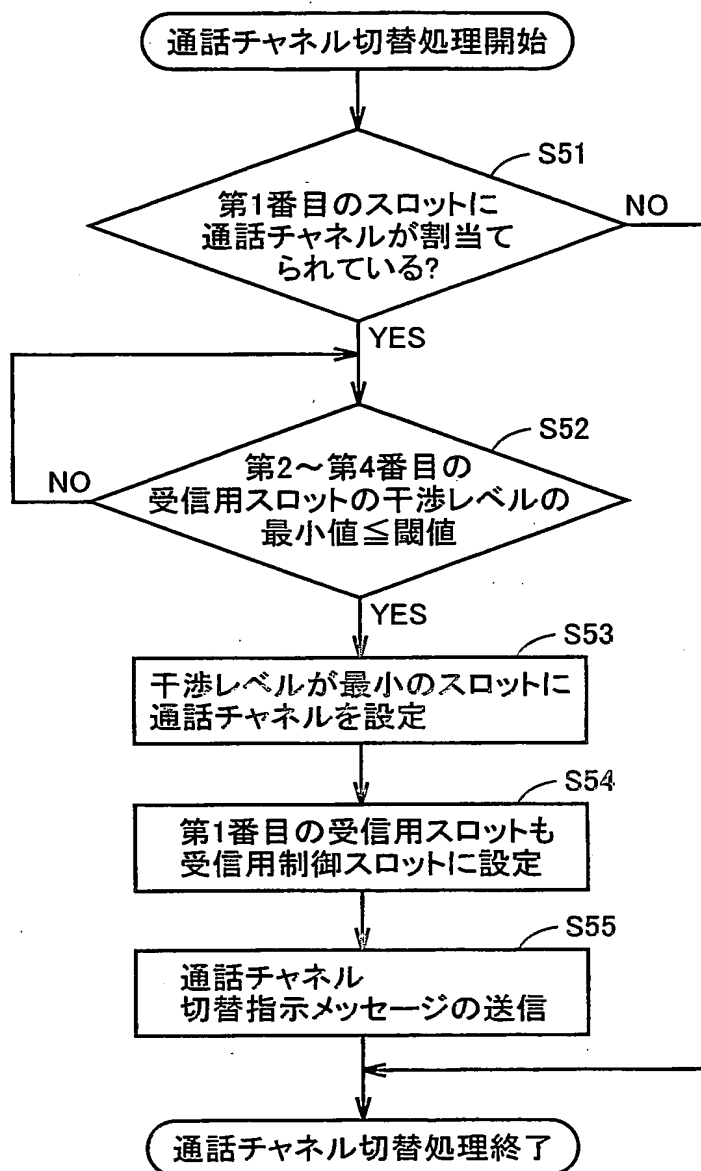 通話チャネル切替処理開始
S51
第1番目のスロットに
通話チャネルが割当て
られている?
NO
YES
S52
第2～第4番目の
受信用スロットの干渉レベルの
最小値≦閾値
NO
YES
S53
干渉レベルが最小のスロットに
通話チャネルを設定
S54
第1番目の受信用スロットも
受信用制御スロットに設定
S55
通話チャネル
切替指示メッセージの送信
通話チャネル切替処理終了